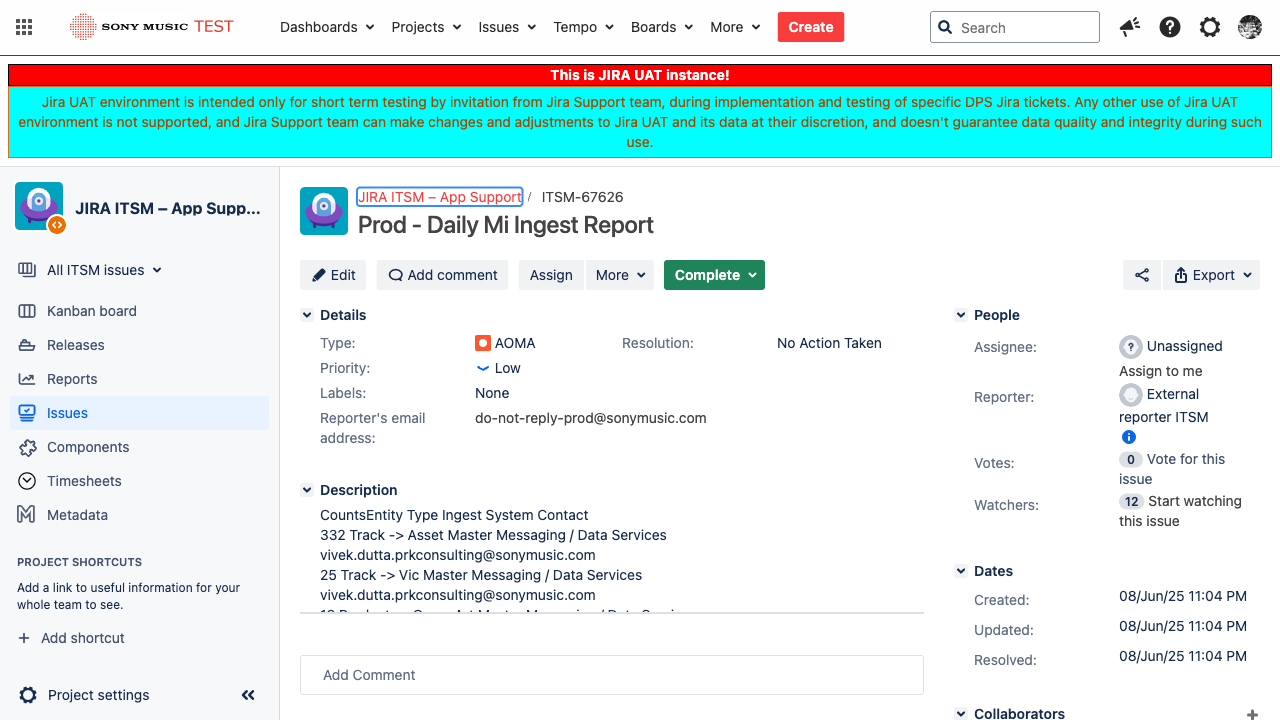 SONY MUSIC TEST
Dashboards Projects Issues Tempo Boards More Create Search
This is JIRA UAT instance!
Jira UAT environment is intended only for short term testing by invitation from Jira Support team, during implementation and testing of specific DPS Jira tickets. Any other use of Jira UAT
environment is not supported, and Jira Support team can make changes and adjustments to Jira UAT and its data at their discretion, and doesn't guarantee data quality and integrity during such
use.
JIRA ITSM – App Supp...
All ITSM issues
Kanban board
Releases
Reports
Issues
Components
Timesheets
Metadata
PROJECT SHORTCUTS
Add a link to useful information for your
whole team to see.
+ Add shortcut
Project settings
JIRA ITSM – App Support / ITSM-67626
Prod - Daily Mi Ingest Report
Edit Add comment Assign More Complete Export
Details
Type: AOMA Resolution: No Action Taken
Priority: Low
Labels: None
Reporter's email
address:
do-not-reply-prod@sonymusic.com
Description
CountsEntity Type Ingest System Contact
332 Track -> Asset Master Messaging / Data Services
vivek.dutta.prkconsulting@sonymusic.com
25 Track -> Vic Master Messaging / Data Services
vivek.dutta.prkconsulting@sonymusic.com
Add Comment
People
Assignee: Unassigned
Assign to me
Reporter: External
reporter ITSM
Votes: 0 Vote for this
issue
Watchers: 12 Start watching
this issue
Dates
Created: 08/Jun/25 11:04 PM
Updated: 08/Jun/25 11:04 PM
Resolved: 08/Jun/25 11:04 PM
Collaborators